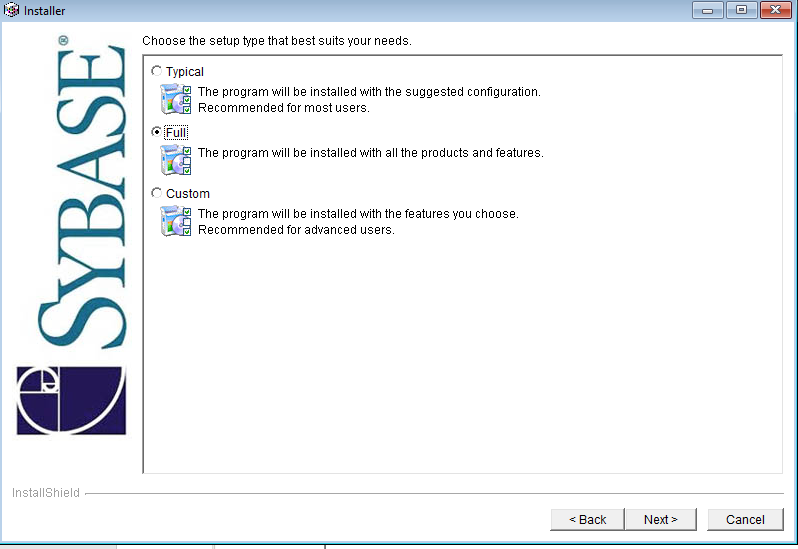 Installer
SYBASE®
Choose the setup type that best suits your needs.
Typical
The program will be installed with the suggested configuration.
Recommended for most users.
Full
The program will be installed with all the products and features.
Custom
The program will be installed with the features you choose.
Recommended for advanced users.
InstallShield
< Back Next > Cancel